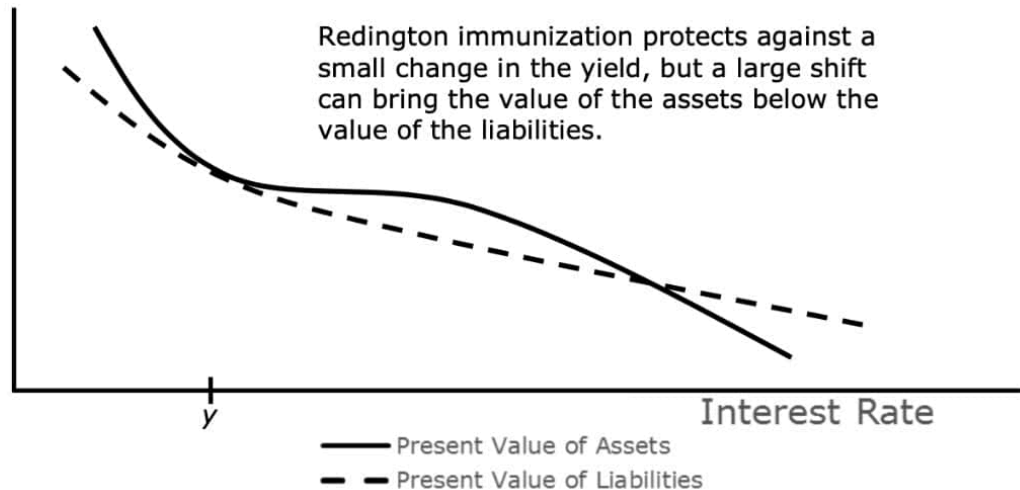 Redington immunization protects against a
small change in the yield, but a large shift
can bring the value of the assets below the
value of the liabilities.
y
Interest Rate
Present Value of Assets
Present Value of Liabilities